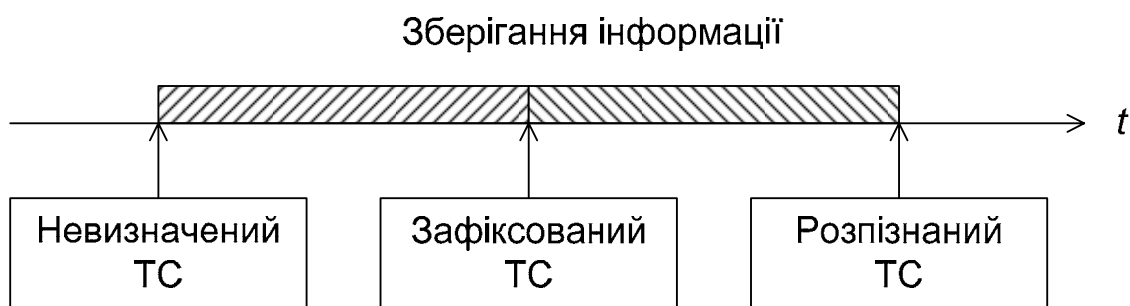 Зберігання інформації
t
Невизначений
ТС
Зафіксований
ТС
Розпізнаний
ТС